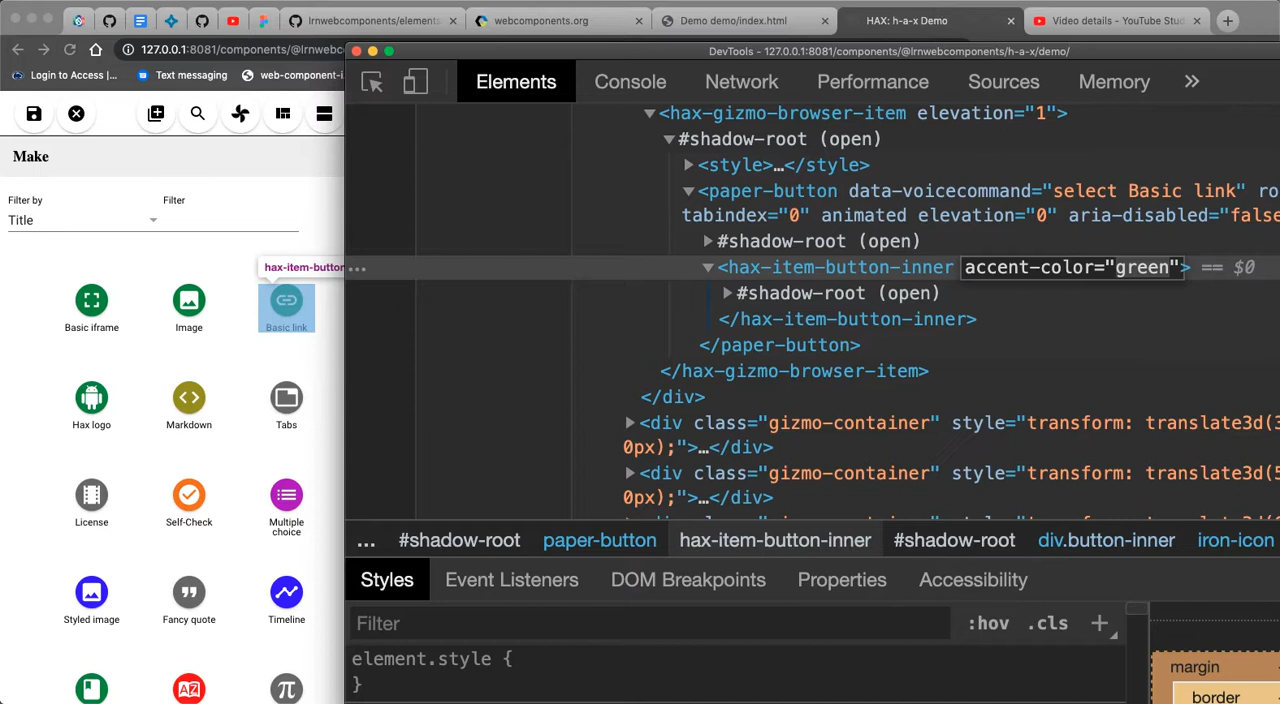 lrnwebcomponents/elements
webcomponents.org
Demo demo/index.html
HAX: h-a-x Demo
Video details - YouTube Stud
127.0.0.1:8081/components/@lrnwebco
DevTools - 127.0.0.1:8081/components/@lrnwebcomponents/h-a-x/demo/
Login to Access |...
Text messaging
web-component-i
Elements
Console
Network
Performance
Sources
Memory
Make
Filter by
Filter
Title
hax-item-button
Basic iframe
Image
Basic link
Hax logo
Markdown
Tabs
License
Self-Check
Multiple
choice
Styled image
Fancy quote
Timeline
<hax-gizmo-browser-item elevation="1">
#shadow-root (open)
<style>…</style>
<paper-button data-voicecommand="select Basic link" ro
tabindex="0" animated elevation="0" aria-disabled="false
#shadow-root (open)
… <hax-item-button-inner accent-color="green"> == $0
#shadow-root (open)
</hax-item-button-inner>
</paper-button>
</hax-gizmo-browser-item>
</div>
<div class="gizmo-container" style="transform: translate3d(3
0px);">…</div>
<div class="gizmo-container" style="transform: translate3d(5
0px);">…</div>
… #shadow-root paper-button hax-item-button-inner #shadow-root div.button-inner iron-icon
Styles
Event Listeners
DOM Breakpoints
Properties
Accessibility
Filter
:hov .cls +
element.style {
}
margin
border